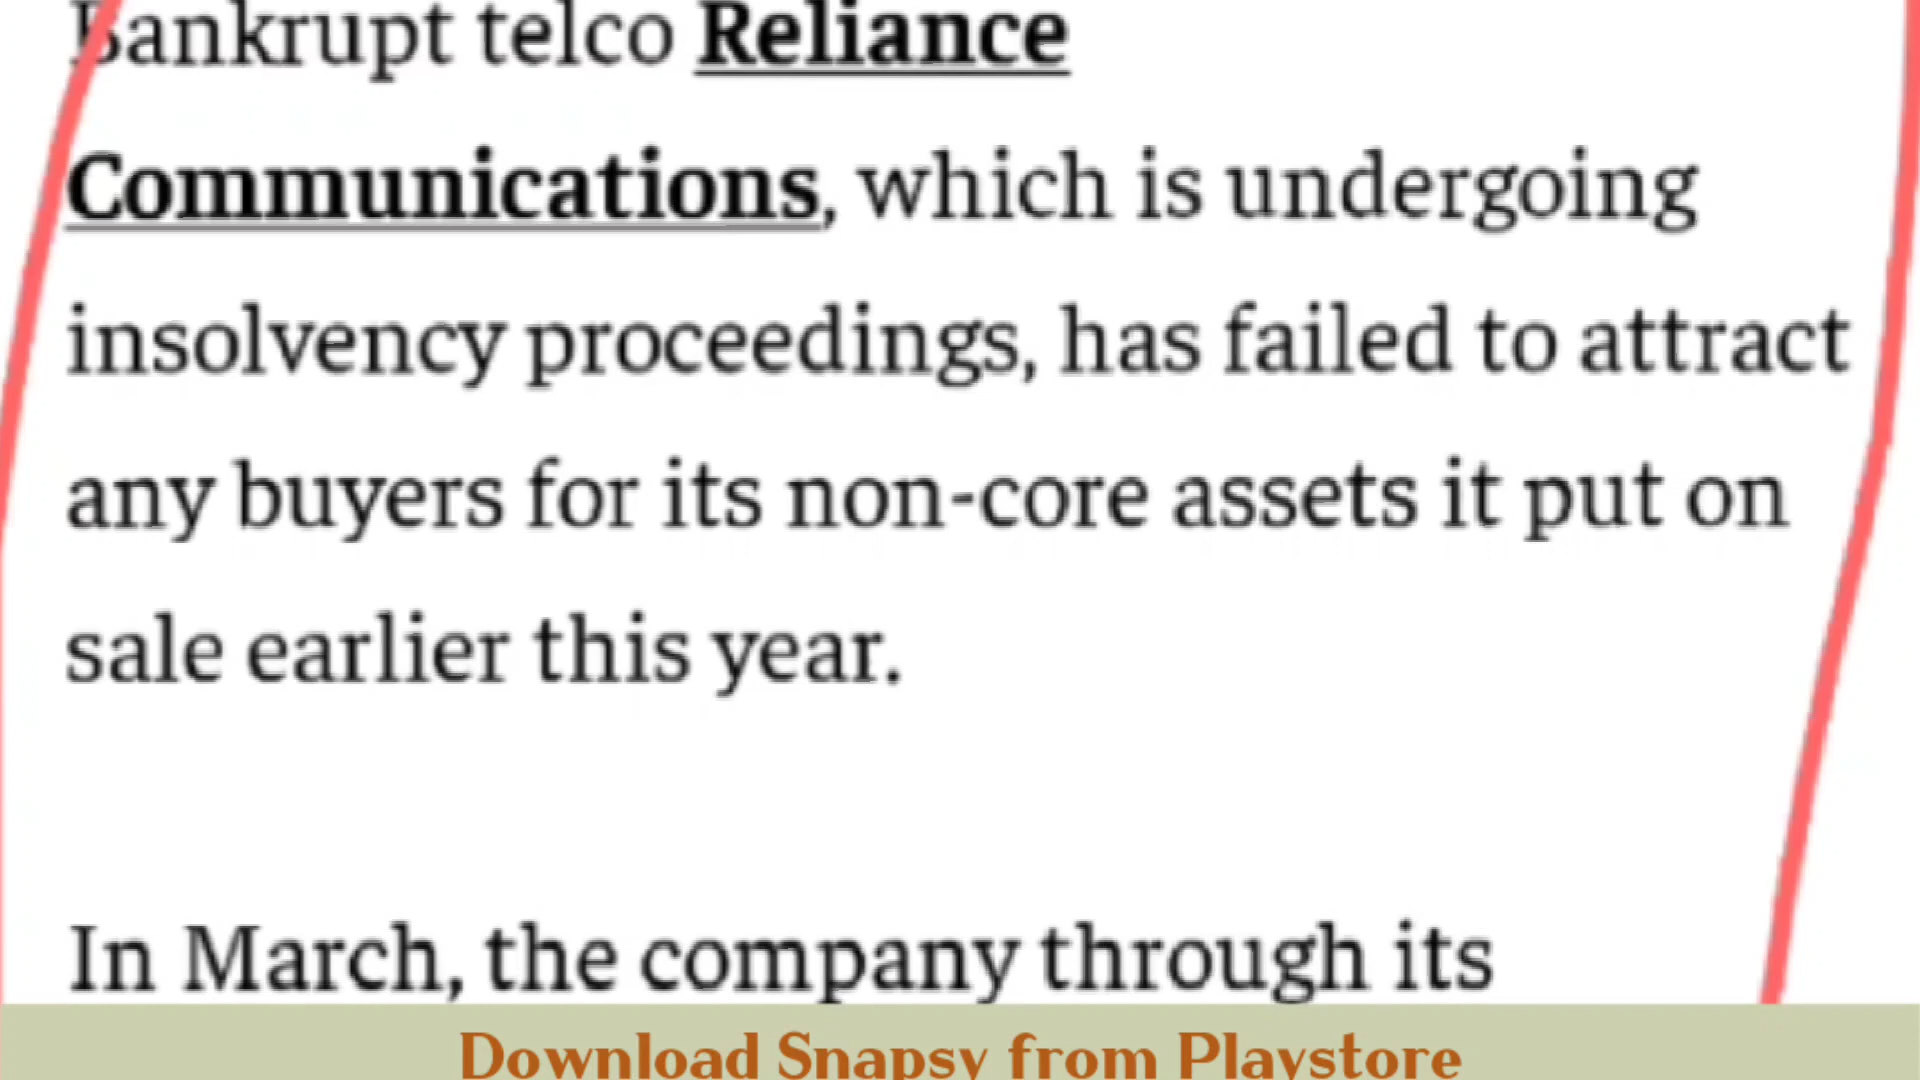 Bankrupt telco Reliance
Communications, which is undergoing
insolvency proceedings, has failed to attract
any buyers for its non-core assets it put on
sale earlier this year.
In March, the company through its
Download Snapsy from Playstore